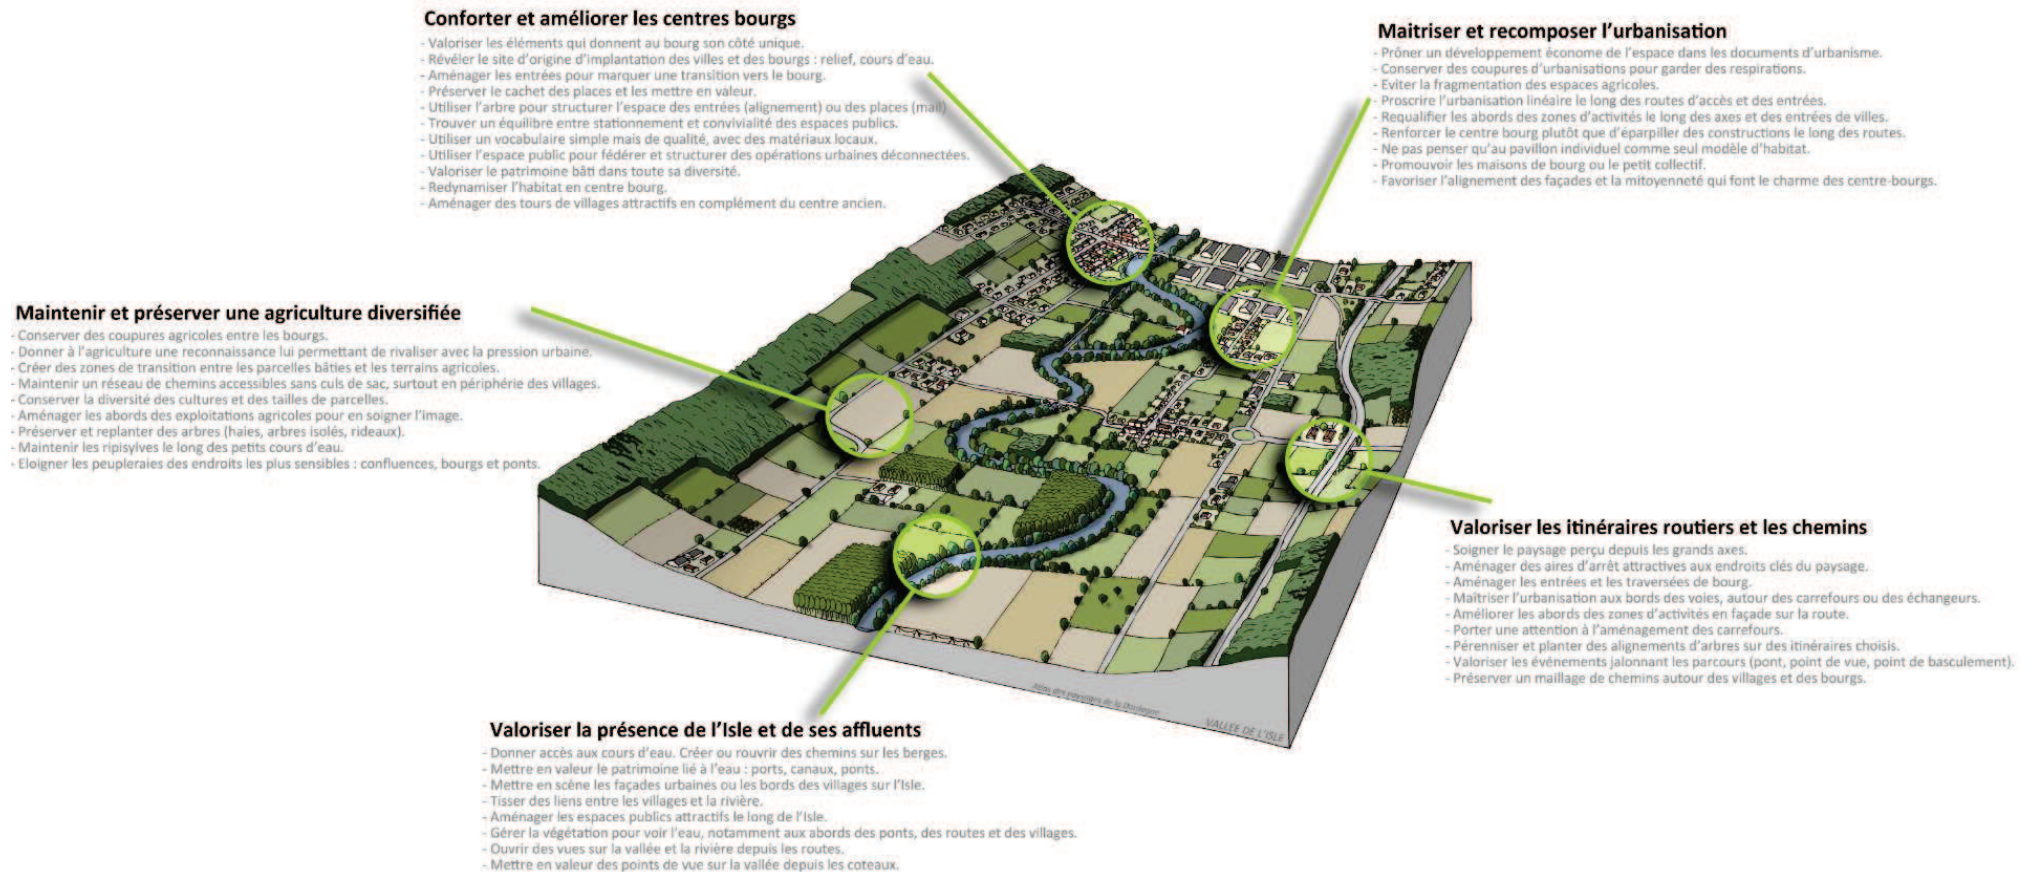 Conforter et améliorer les centres bourgs
- Valoriser les éléments qui donnent au bourg son côté unique.
- Révéler le site d'origine d'implantation des villes et des bourgs : relief, cours d'eau.
- Aménager les entrées pour marquer une transition vers le bourg.
- Préserver le cachet des places et les mettre en valeur.
- Utiliser l'arbre pour structurer l'espace des entrées (alignement) ou des places (mail)
- Trouver un équilibre entre stationnement et convivialité des espaces publics.
- Utiliser un vocabulaire simple mais de qualité, avec des matériaux locaux.
- Utiliser l'espace public pour fédérer et structurer des opérations urbaines déconnectées.
- Valoriser le patrimoine bâti dans toute sa diversité.
- Redynamiser l'habitat en centre bourg.
- Aménager des tours de villages attractifs en complément du centre ancien.
Maitriser et recomposer l'urbanisation
- Prôner un développement économe de l'espace dans les documents d'urbanisme.
- Conserver des coupures d'urbanisations pour garder des respirations.
- Eviter la fragmentation des espaces agricoles.
- Proscrire l'urbanisation linéaire le long des routes d'accès et des entrées.
- Requalifier les abords des zones d'activités le long des axes et des entrées de villes.
- Renforcer le centre bourg plutôt que d'éparpiller des constructions le long des routes.
- Ne pas penser qu'au pavillon individuel comme seul modèle d'habitat.
- Promouvoir les maisons de bourg ou le petit collectif.
- Favoriser l'alignement des façades et la mitoyenneté qui font le charme des centre-bourgs.
Maintenir et préserver une agriculture diversifiée
- Conserver des coupures agricoles entre les bourgs.
- Donner à l'agriculture une reconnaissance lui permettant de rivaliser avec la pression urbaine.
- Créer des zones de transition entre les parcelles bâties et les terrains agricoles.
- Maintenir un réseau de chemins accessibles sans culs de sac, surtout en périphérie des villages.
- Conserver la diversité des cultures et des tailles de parcelles.
- Aménager les abords des exploitations agricoles pour en soigner l'image.
- Préserver et replanter des arbres (haies, arbres isolés, rideaux).
- Maintenir les ripisylves le long des petits cours d'eau.
- Eloigner les peupleraies des endroits les plus sensibles : confluences, bourgs et ponts.
Valoriser les itinéraires routiers et les chemins
- Soigner le paysage perçu depuis les grands axes.
- Aménager des aires d'arrêt attractives aux endroits clés du paysage.
- Aménager les entrées et les traversées de bourg.
- Maîtriser l'urbanisation aux bords des voies, autour des carrefours ou des échangeurs.
- Améliorer les abords des zones d'activités en façade sur la route.
- Porter une attention à l'aménagement des carrefours.
- Pérenniser et planter des alignements d'arbres sur des itinéraires choisis.
- Valoriser les événements jalonnant les parcours (pont, point de vue, point de basculement).
- Préserver un maillage de chemins autour des villages et des bourgs.
Atlas des paysages de la Dordogne
VALLEE DE L'ISLE
Valoriser la présence de l'Isle et de ses affluents
- Donner accès aux cours d'eau. Créer ou rouvrir des chemins sur les berges.
- Mettre en valeur le patrimoine lié à l'eau : ports, canaux, ponts.
- Mettre en scène les façades urbaines ou les bords des villages sur l'Isle.
- Tisser des liens entre les villages et la rivière.
- Aménager les espaces publics attractifs le long de l'Isle.
- Gérer la végétation pour voir l'eau, notamment aux abords des ponts, des routes et des villages.
- Ouvrir des vues sur la vallée et la rivière depuis les routes.
- Mettre en valeur des points de vue sur la vallée depuis les coteaux.